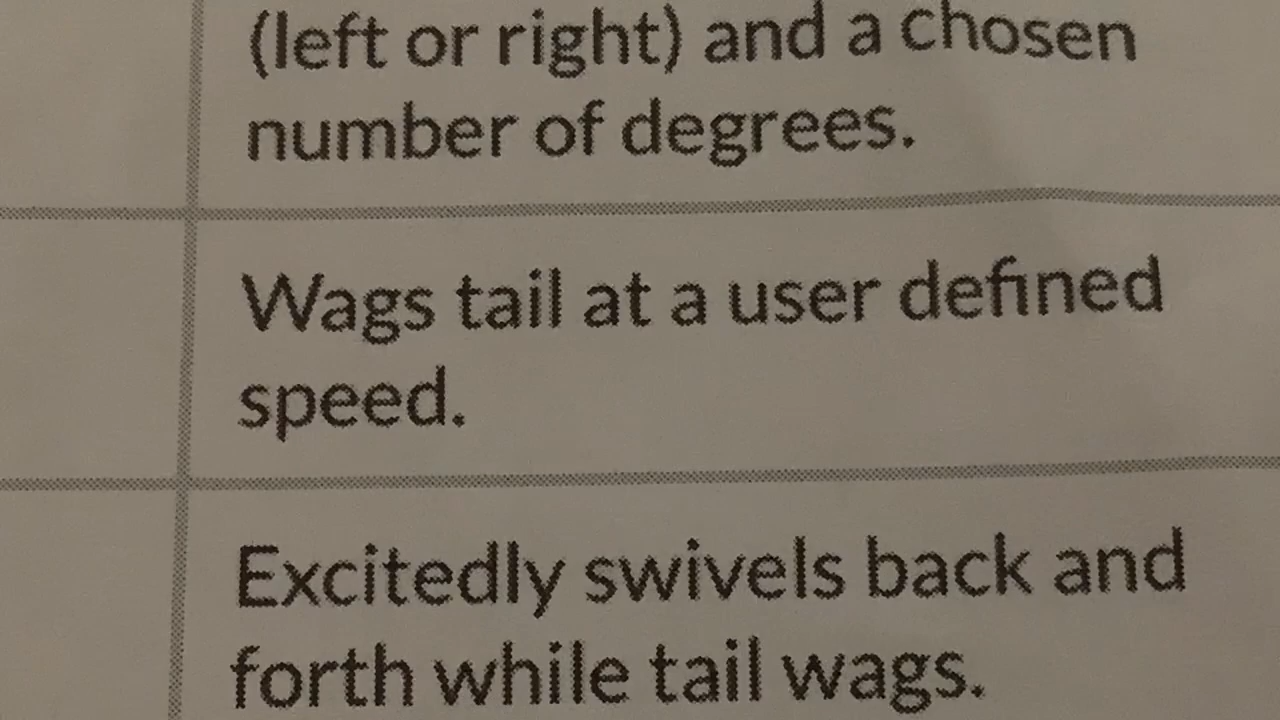 (left or right) and a chosen
number of degrees.
Wags tail at a user defined
speed.
Excitedly swivels back and
forth while tail wags.